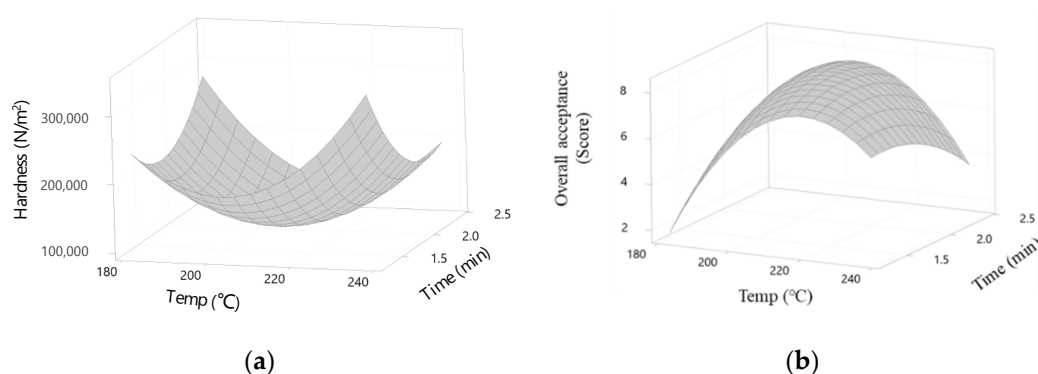 Hardness (N/m²)
300,000
200,000
100,000
180
200
220
240
Temp (℃)
1.5
2.0
2.5
Time (min)
(a)
Overall acceptance
(Score)
8
6
4
2
180
200
220
240
Temp (℃)
1.5
2.0
2.5
Time (min)
(b)